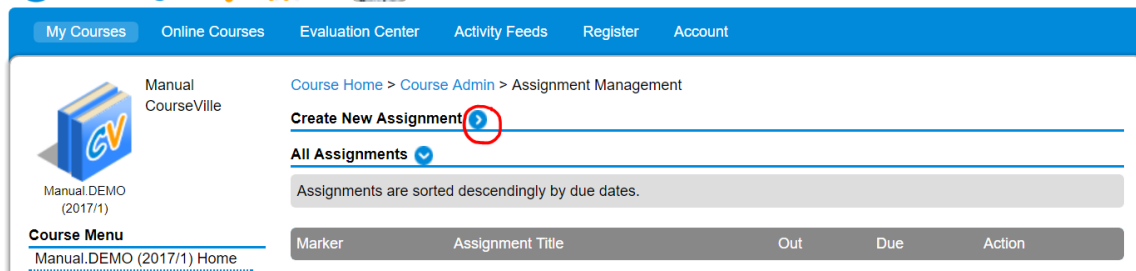 My Courses Online Courses Evaluation Center Activity Feeds Register Account
Manual
CourseVille
CV
Manual.DEMO
(2017/1)
Course Menu
Manual.DEMO (2017/1) Home
Course Home > Course Admin > Assignment Management
Create New Assignment
All Assignments
Assignments are sorted descendingly by due dates.
Marker Assignment Title Out Due Action